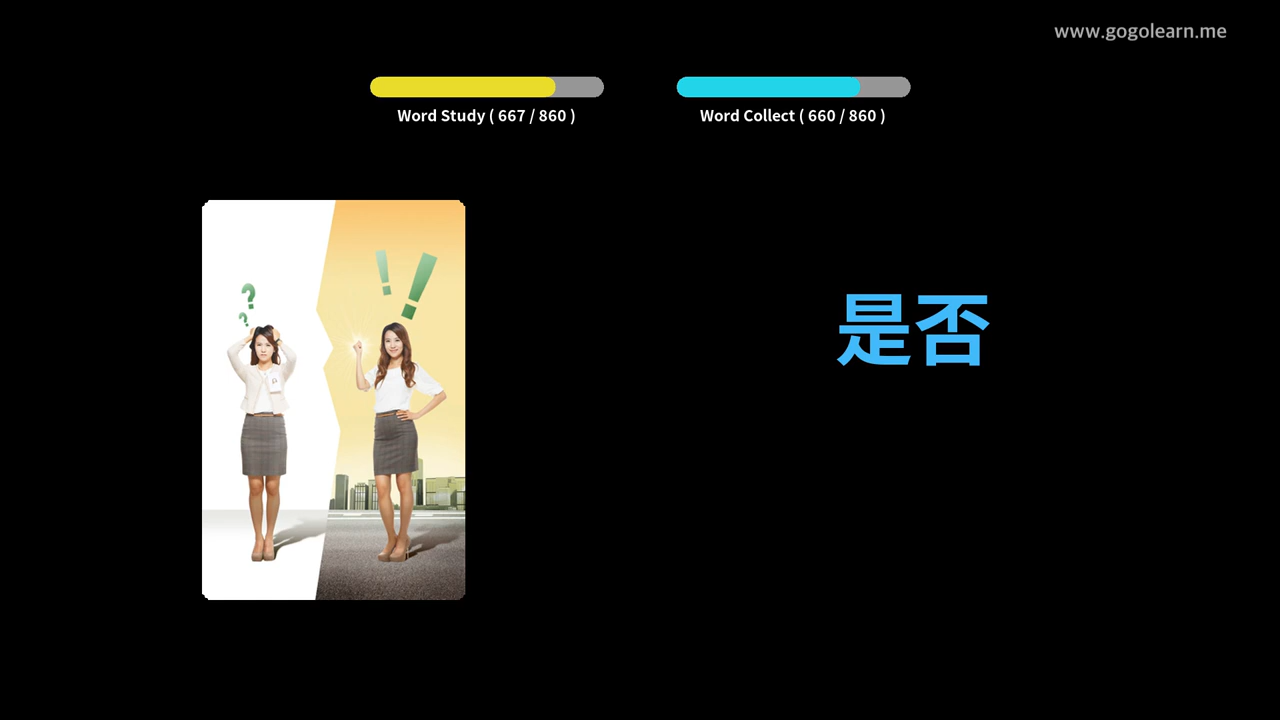 www.gogolearn.me
Word Study ( 667 / 860 )
Word Collect ( 660 / 860 )
? ? ! !
是否